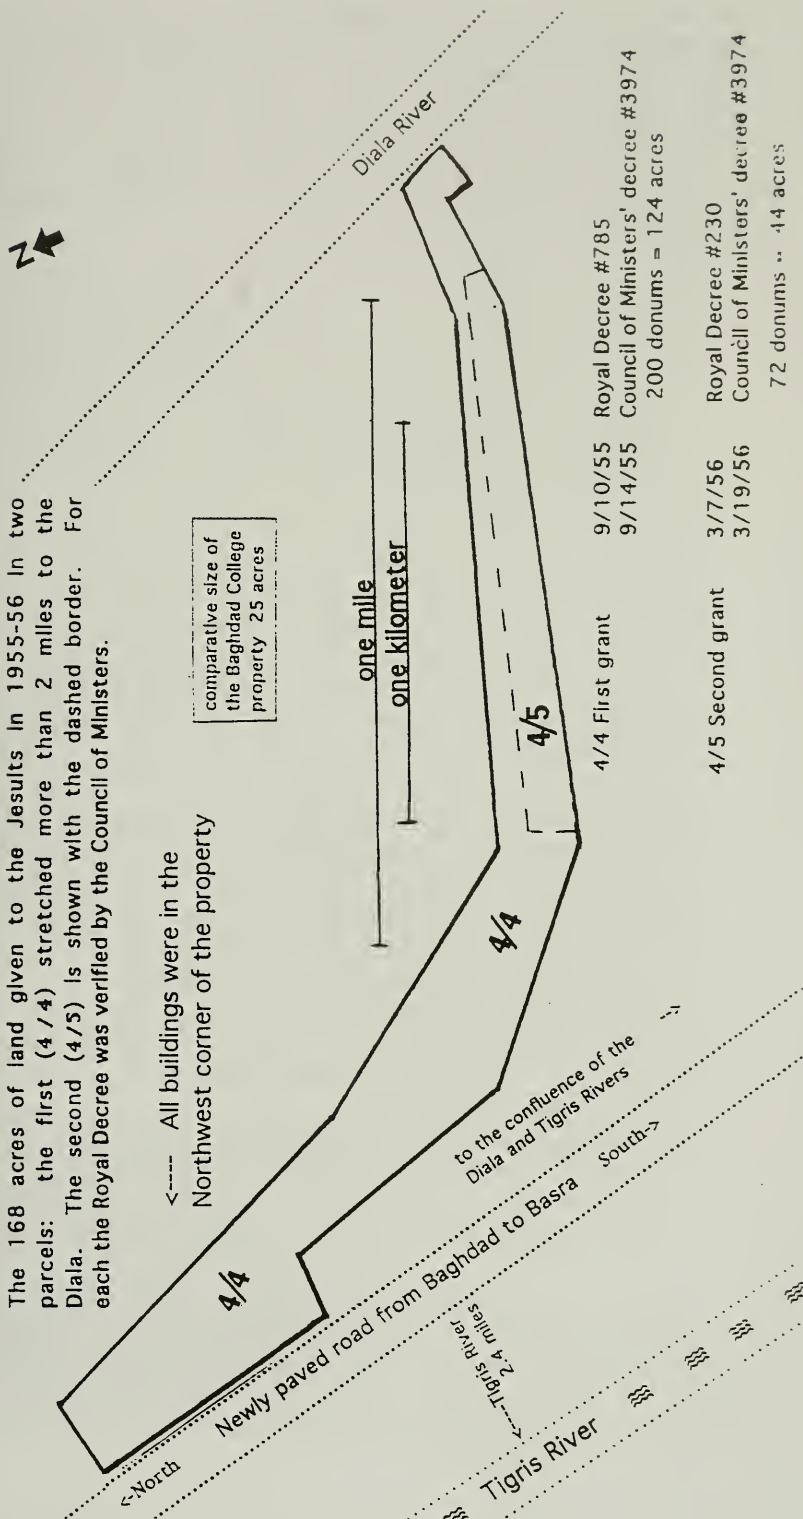 The 168 acres of land given to the Jesuits in 1955-56 in two
parcels: the first (4/4) stretched more than 2 miles to the
Diala. The second (4/5) is shown with the dashed border. For
each the Royal Decree was verified by the Council of Ministers.
N
Diala River
<---- All buildings were in the
Northwest corner of the property
comparative size of
the Baghdad College
property 25 acres
one mile
one kilometer
4/4
4/4
4/5
<-North
Newly paved road from Baghdad to Basra
South->
to the confluence of the
Diala and Tigris Rivers
--->
<----Tigris River
2.4 miles
Tigris River
4/4 First grant 9/10/55 Royal Decree #785
9/14/55 Council of Ministers' decree #3974
200 donums = 124 acres
4/5 Second grant 3/7/56 Royal Decree #230
3/19/56 Council of Ministers' decree #3974
72 donums -- 44 acres